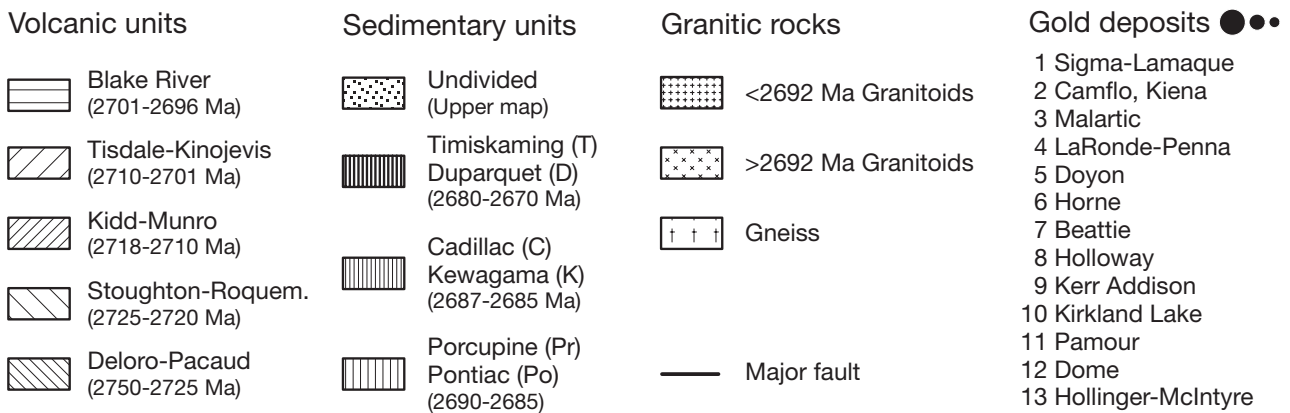 Volcanic units
Blake River
(2701-2696 Ma)
Tisdale-Kinojevis
(2710-2701 Ma)
Kidd-Munro
(2718-2710 Ma)
Stoughton-Roquem.
(2725-2720 Ma)
Deloro-Pacaud
(2750-2725 Ma)
Sedimentary units
Undivided
(Upper map)
Timiskaming (T)
Duparquet (D)
(2680-2670 Ma)
Cadillac (C)
Kewagama (K)
(2687-2685 Ma)
Porcupine (Pr)
Pontiac (Po)
(2690-2685)
Granitic rocks
<2692 Ma Granitoids
>2692 Ma Granitoids
Gneiss
Major fault
Gold deposits
1 Sigma-Lamaque
2 Camflo, Kiena
3 Malartic
4 LaRonde-Penna
5 Doyon
6 Horne
7 Beattie
8 Holloway
9 Kerr Addison
10 Kirkland Lake
11 Pamour
12 Dome
13 Hollinger-McIntyre